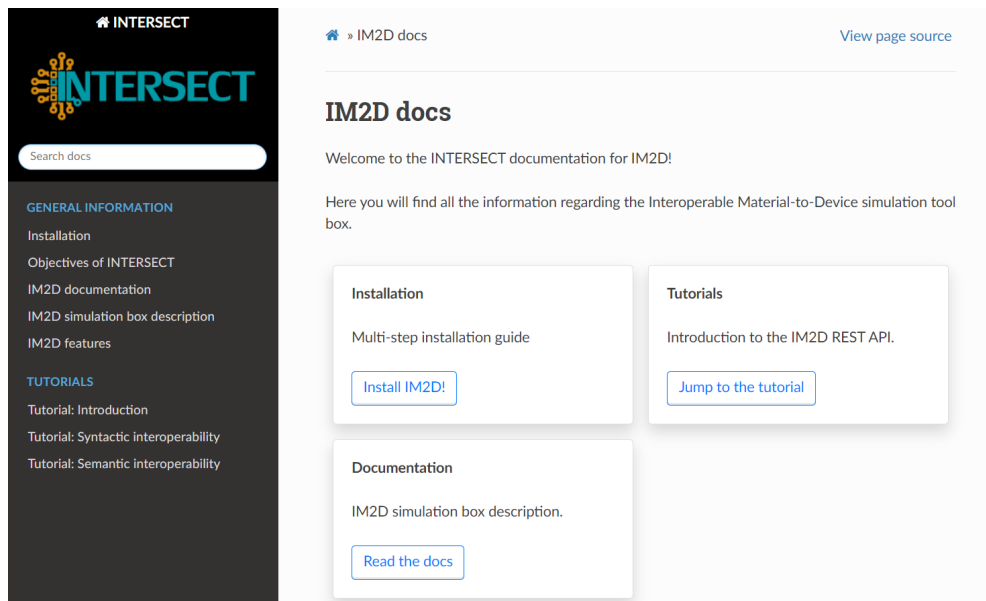 INTERSECT
INTERSECT
Search docs
GENERAL INFORMATION
Installation
Objectives of INTERSECT
IM2D documentation
IM2D simulation box description
IM2D features
TUTORIALS
Tutorial: Introduction
Tutorial: Syntactic interoperability
Tutorial: Semantic interoperability
» IM2D docs
View page source
IM2D docs
Welcome to the INTERSECT documentation for IM2D!
Here you will find all the information regarding the Interoperable Material-to-Device simulation tool
box.
Installation
Multi-step installation guide
Install IM2D!
Tutorials
Introduction to the IM2D REST API.
Jump to the tutorial
Documentation
IM2D simulation box description.
Read the docs